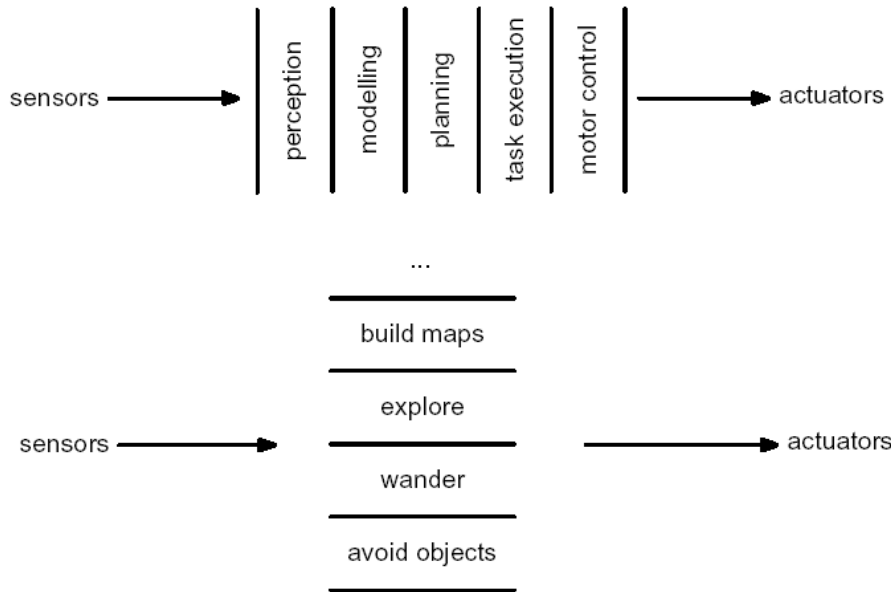 sensors
perception
modelling
planning
task execution
motor control
actuators
...
build maps
explore
sensors
actuators
wander
avoid objects